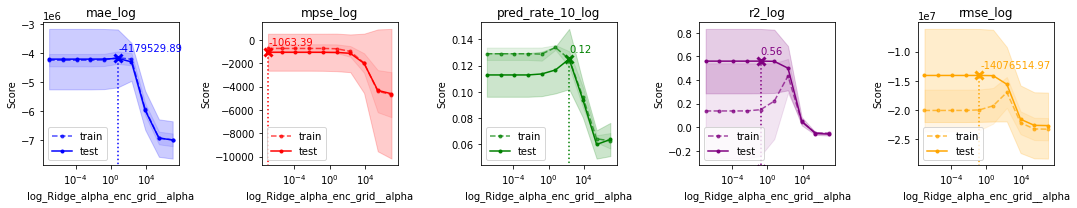 mae_log
1e6
−3
−4
−5
−6
−7
Score
-4179529.89
train
test
10⁻⁴ 10⁰ 10⁴
log_Ridge_alpha_enc_grid__alpha
mpse_log
0
−2000
−4000
−6000
−8000
−10000
Score
-1063.39
train
test
10⁻⁴ 10⁰ 10⁴
log_Ridge_alpha_enc_grid__alpha
pred_rate_10_log
0.14
0.12
0.10
0.08
0.06
Score
0.12
train
test
10⁻⁴ 10⁰ 10⁴
log_Ridge_alpha_enc_grid__alpha
r2_log
0.8
0.6
0.4
0.2
0.0
−0.2
Score
0.56
train
test
10⁻⁴ 10⁰ 10⁴
log_Ridge_alpha_enc_grid__alpha
rmse_log
1e7
−1.0
−1.5
−2.0
−2.5
Score
-14076514.97
train
test
10⁻⁴ 10⁰ 10⁴
log_Ridge_alpha_enc_grid__alpha